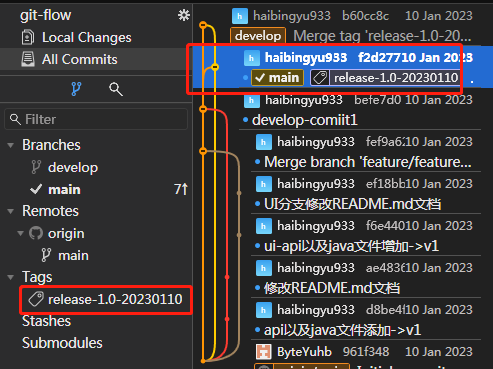 git-flow
Local Changes
All Commits
Filter
Branches
develop
main 7↑
Remotes
origin
main
Tags
release-1.0-20230110
Stashes
Submodules
haibingyu933 b60cc8c 10 Jan 2023
develop Merge tag 'release-1.0-20
haibingyu933 f2d277 10 Jan 2023
main release-1.0-20230110
haibingyu933 befe7d0 10 Jan 2023
develop-comiit1
haibingyu933 fef9a62 10 Jan 2023
Merge branch 'feature/feature...
haibingyu933 ef18bb 10 Jan 2023
UI分支修改README.md文档
haibingyu933 f6e440 10 Jan 2023
ui-api以及java文件增加->v1
haibingyu933 ae4836 10 Jan 2023
修改README.md文档
haibingyu933 d8be4f 10 Jan 2023
api以及java文件添加->v1
ByteYuhb 961f348 10 Jan 2023